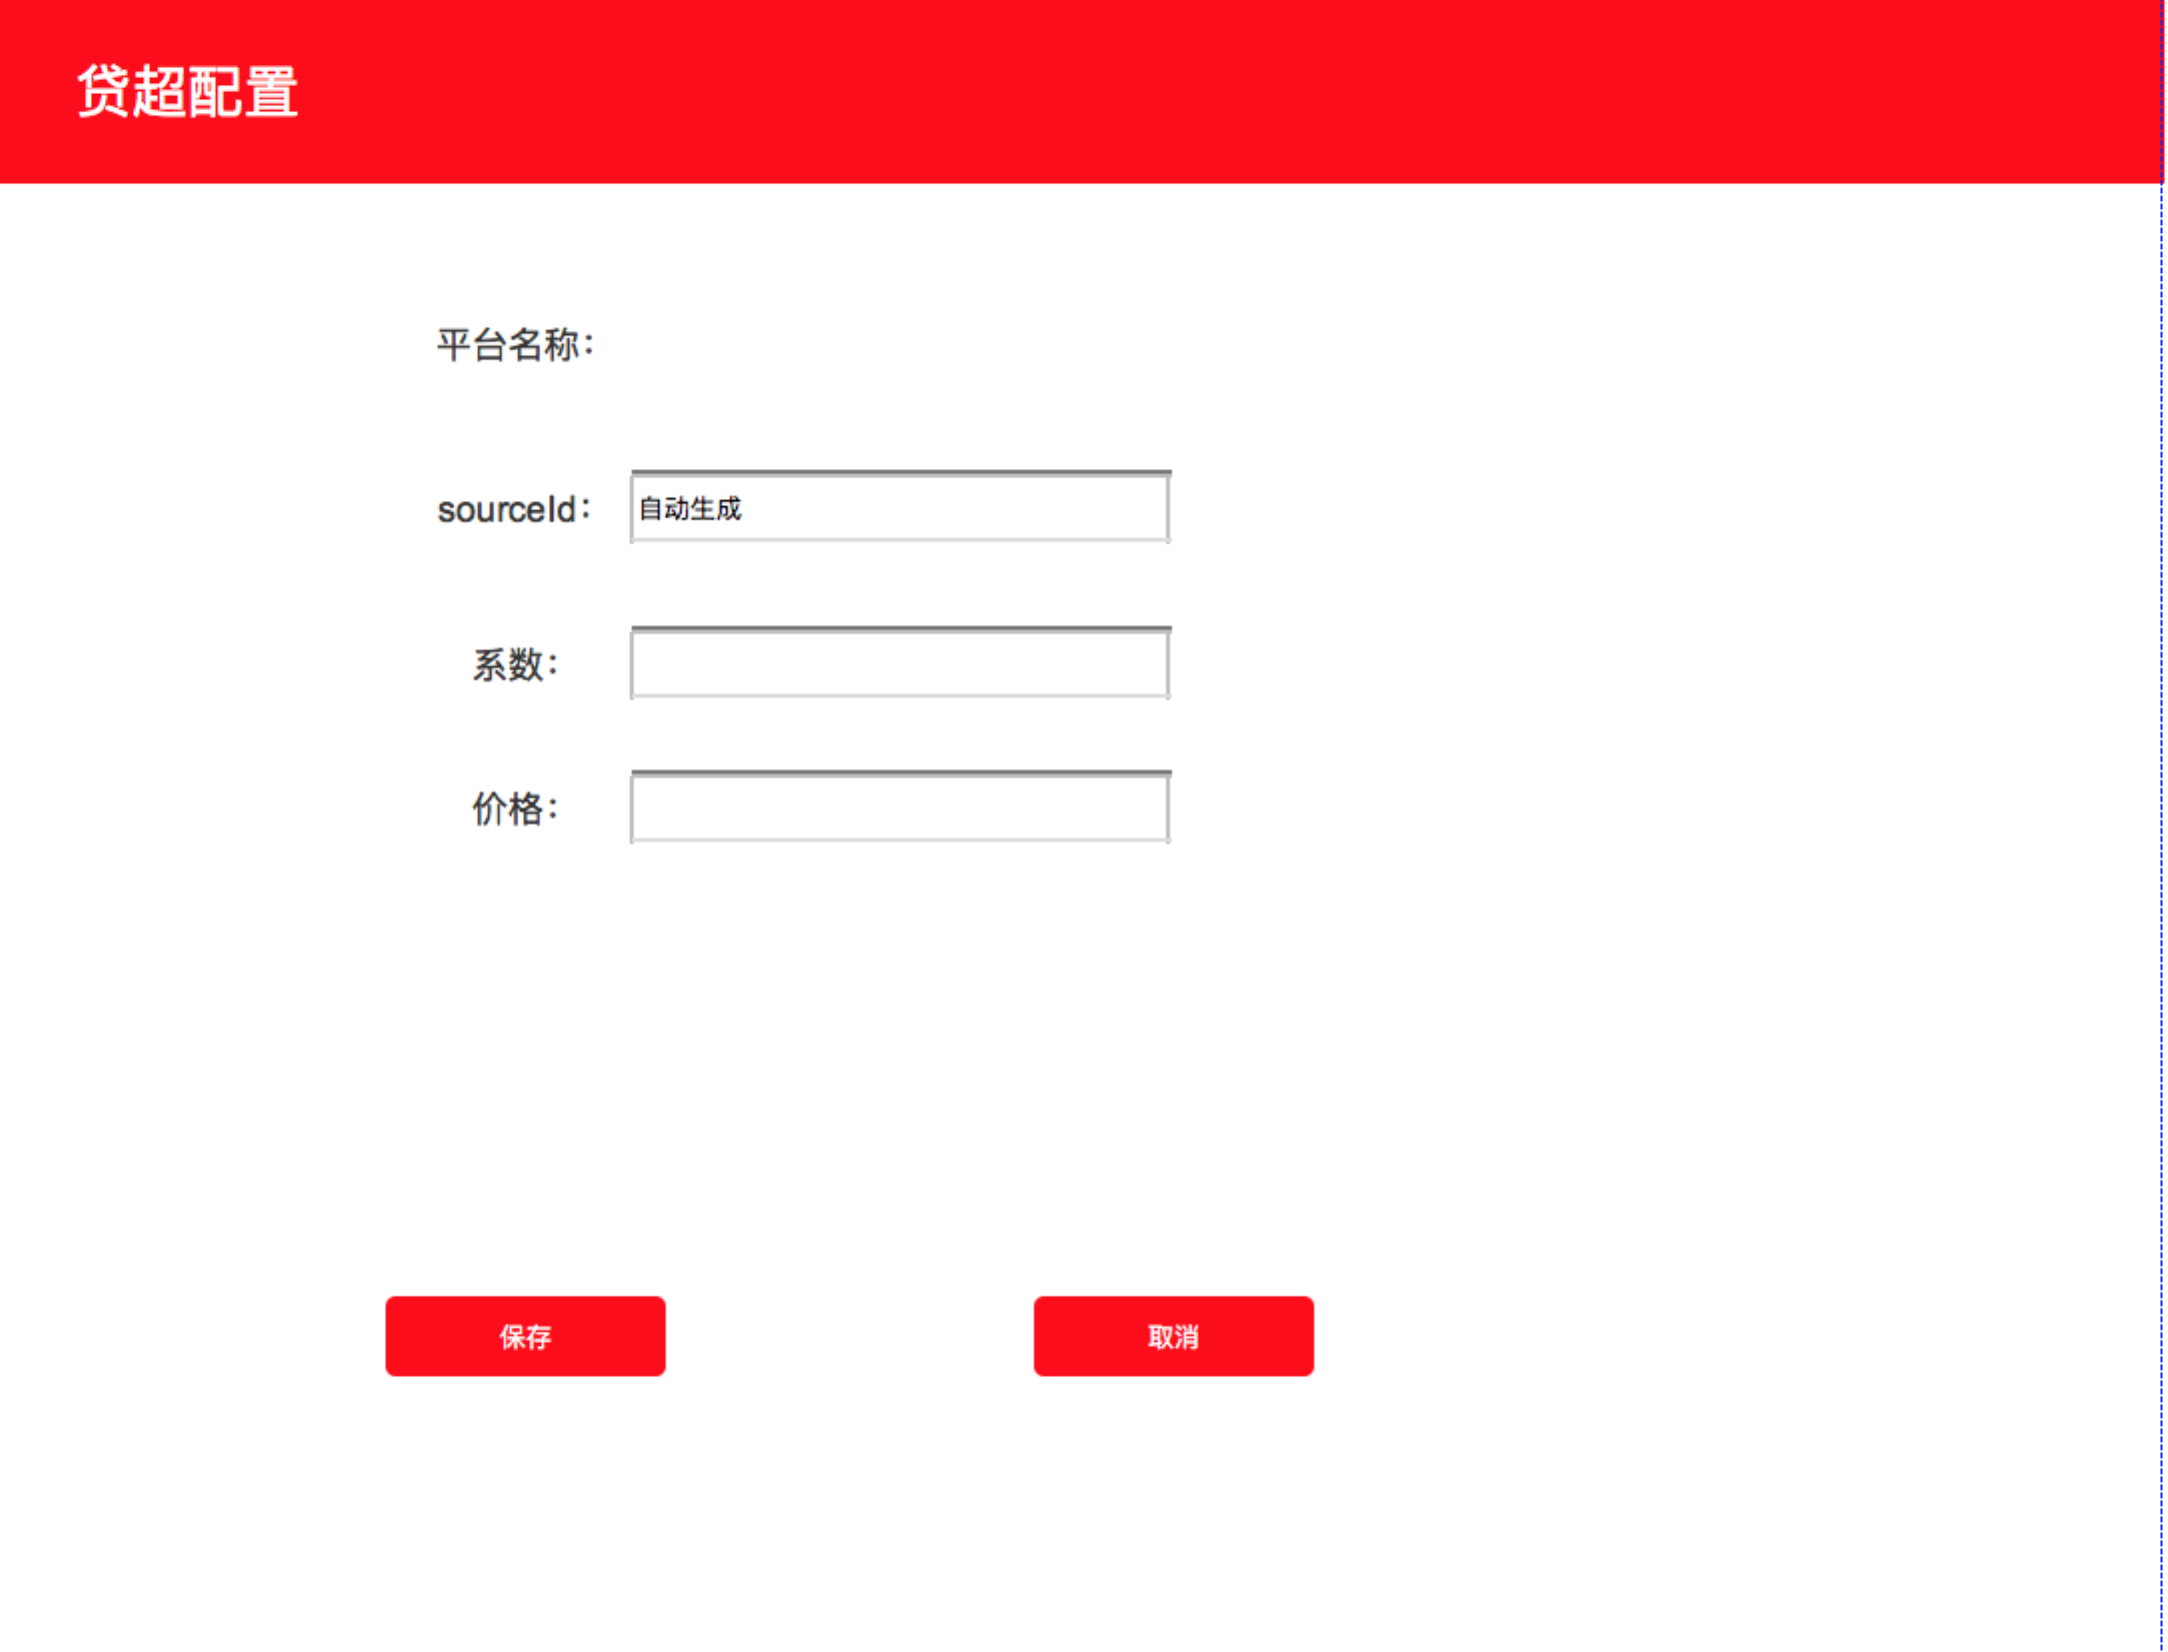 贷超配置
平台名称：
sourceId：
自动生成
系数：
价格：
保存
取消